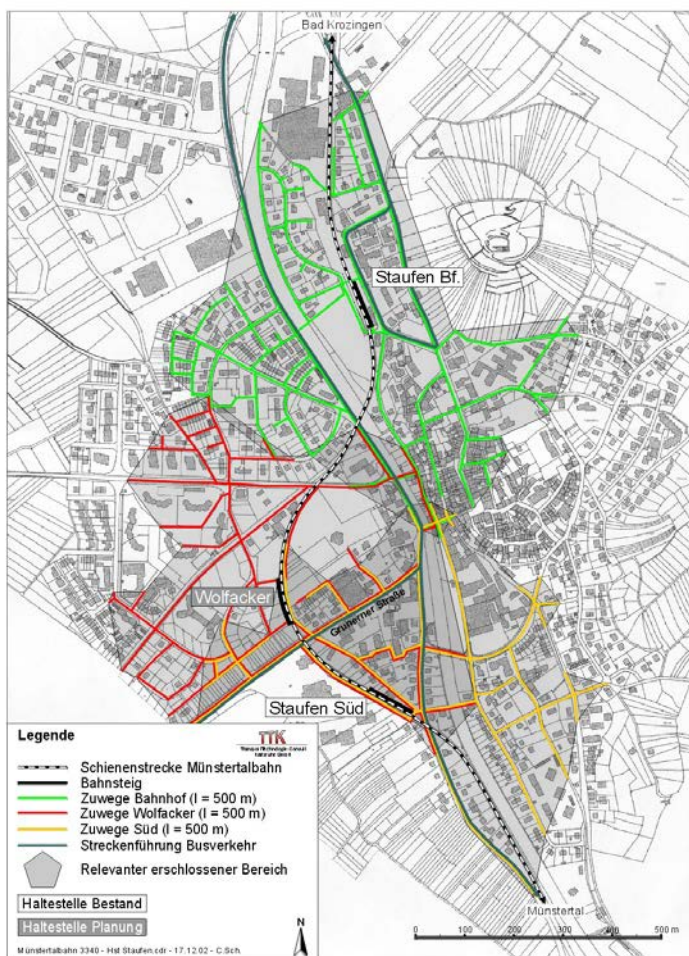 Bad Krozingen
Staufen Bf.
Wolfacker
Grunerner Straße
Staufen Süd
Münstertal
Legende
TTK
Schienenstrecke Münstertalbahn
Bahnsteig
Zuwege Bahnhof (l = 500 m)
Zuwege Wolfacker (l = 500 m)
Zuwege Süd (l = 500 m)
Streckenführung Busverkehr
Relevanter erschlossener Bereich
Haltestelle Bestand
Haltestelle Planung
Münstertalbahn 3340 - Hst Staufen.cdr - 17.12.02 - C.Sch.
N
0 100 200 300 400 500 m